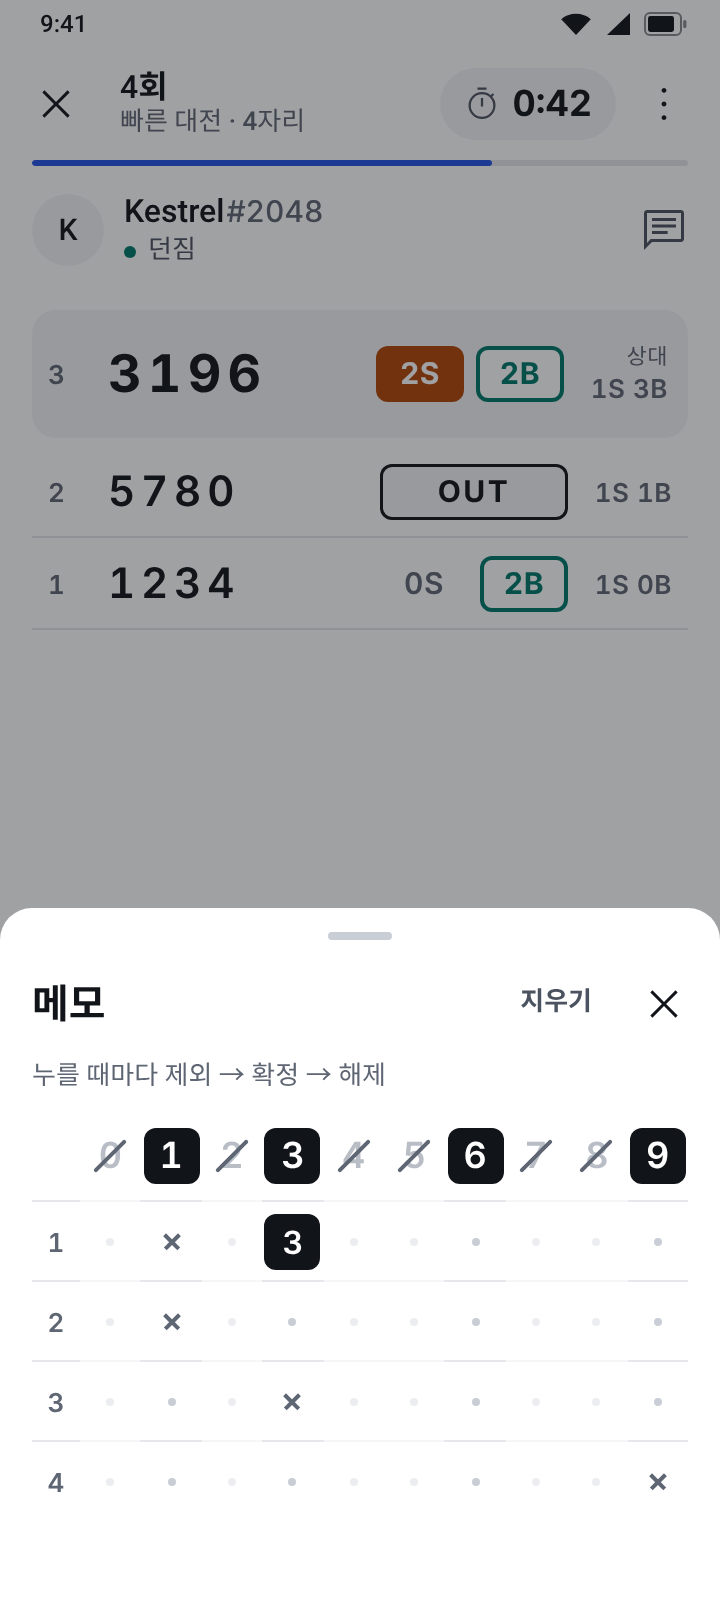 9:41
4회
빠른 대전 · 4자리
0:42
K
Kestrel#2048
던짐
3 3196 2S 2B 상대 1S 3B
2 5780 OUT 1S 1B
1 1234 0S 2B 1S 0B
메모 지우기
누를 때마다 제외 → 확정 → 해제
0 1 2 3 4 5 6 7 8 9
1 × 3
2 ×
3 ×
4 ×